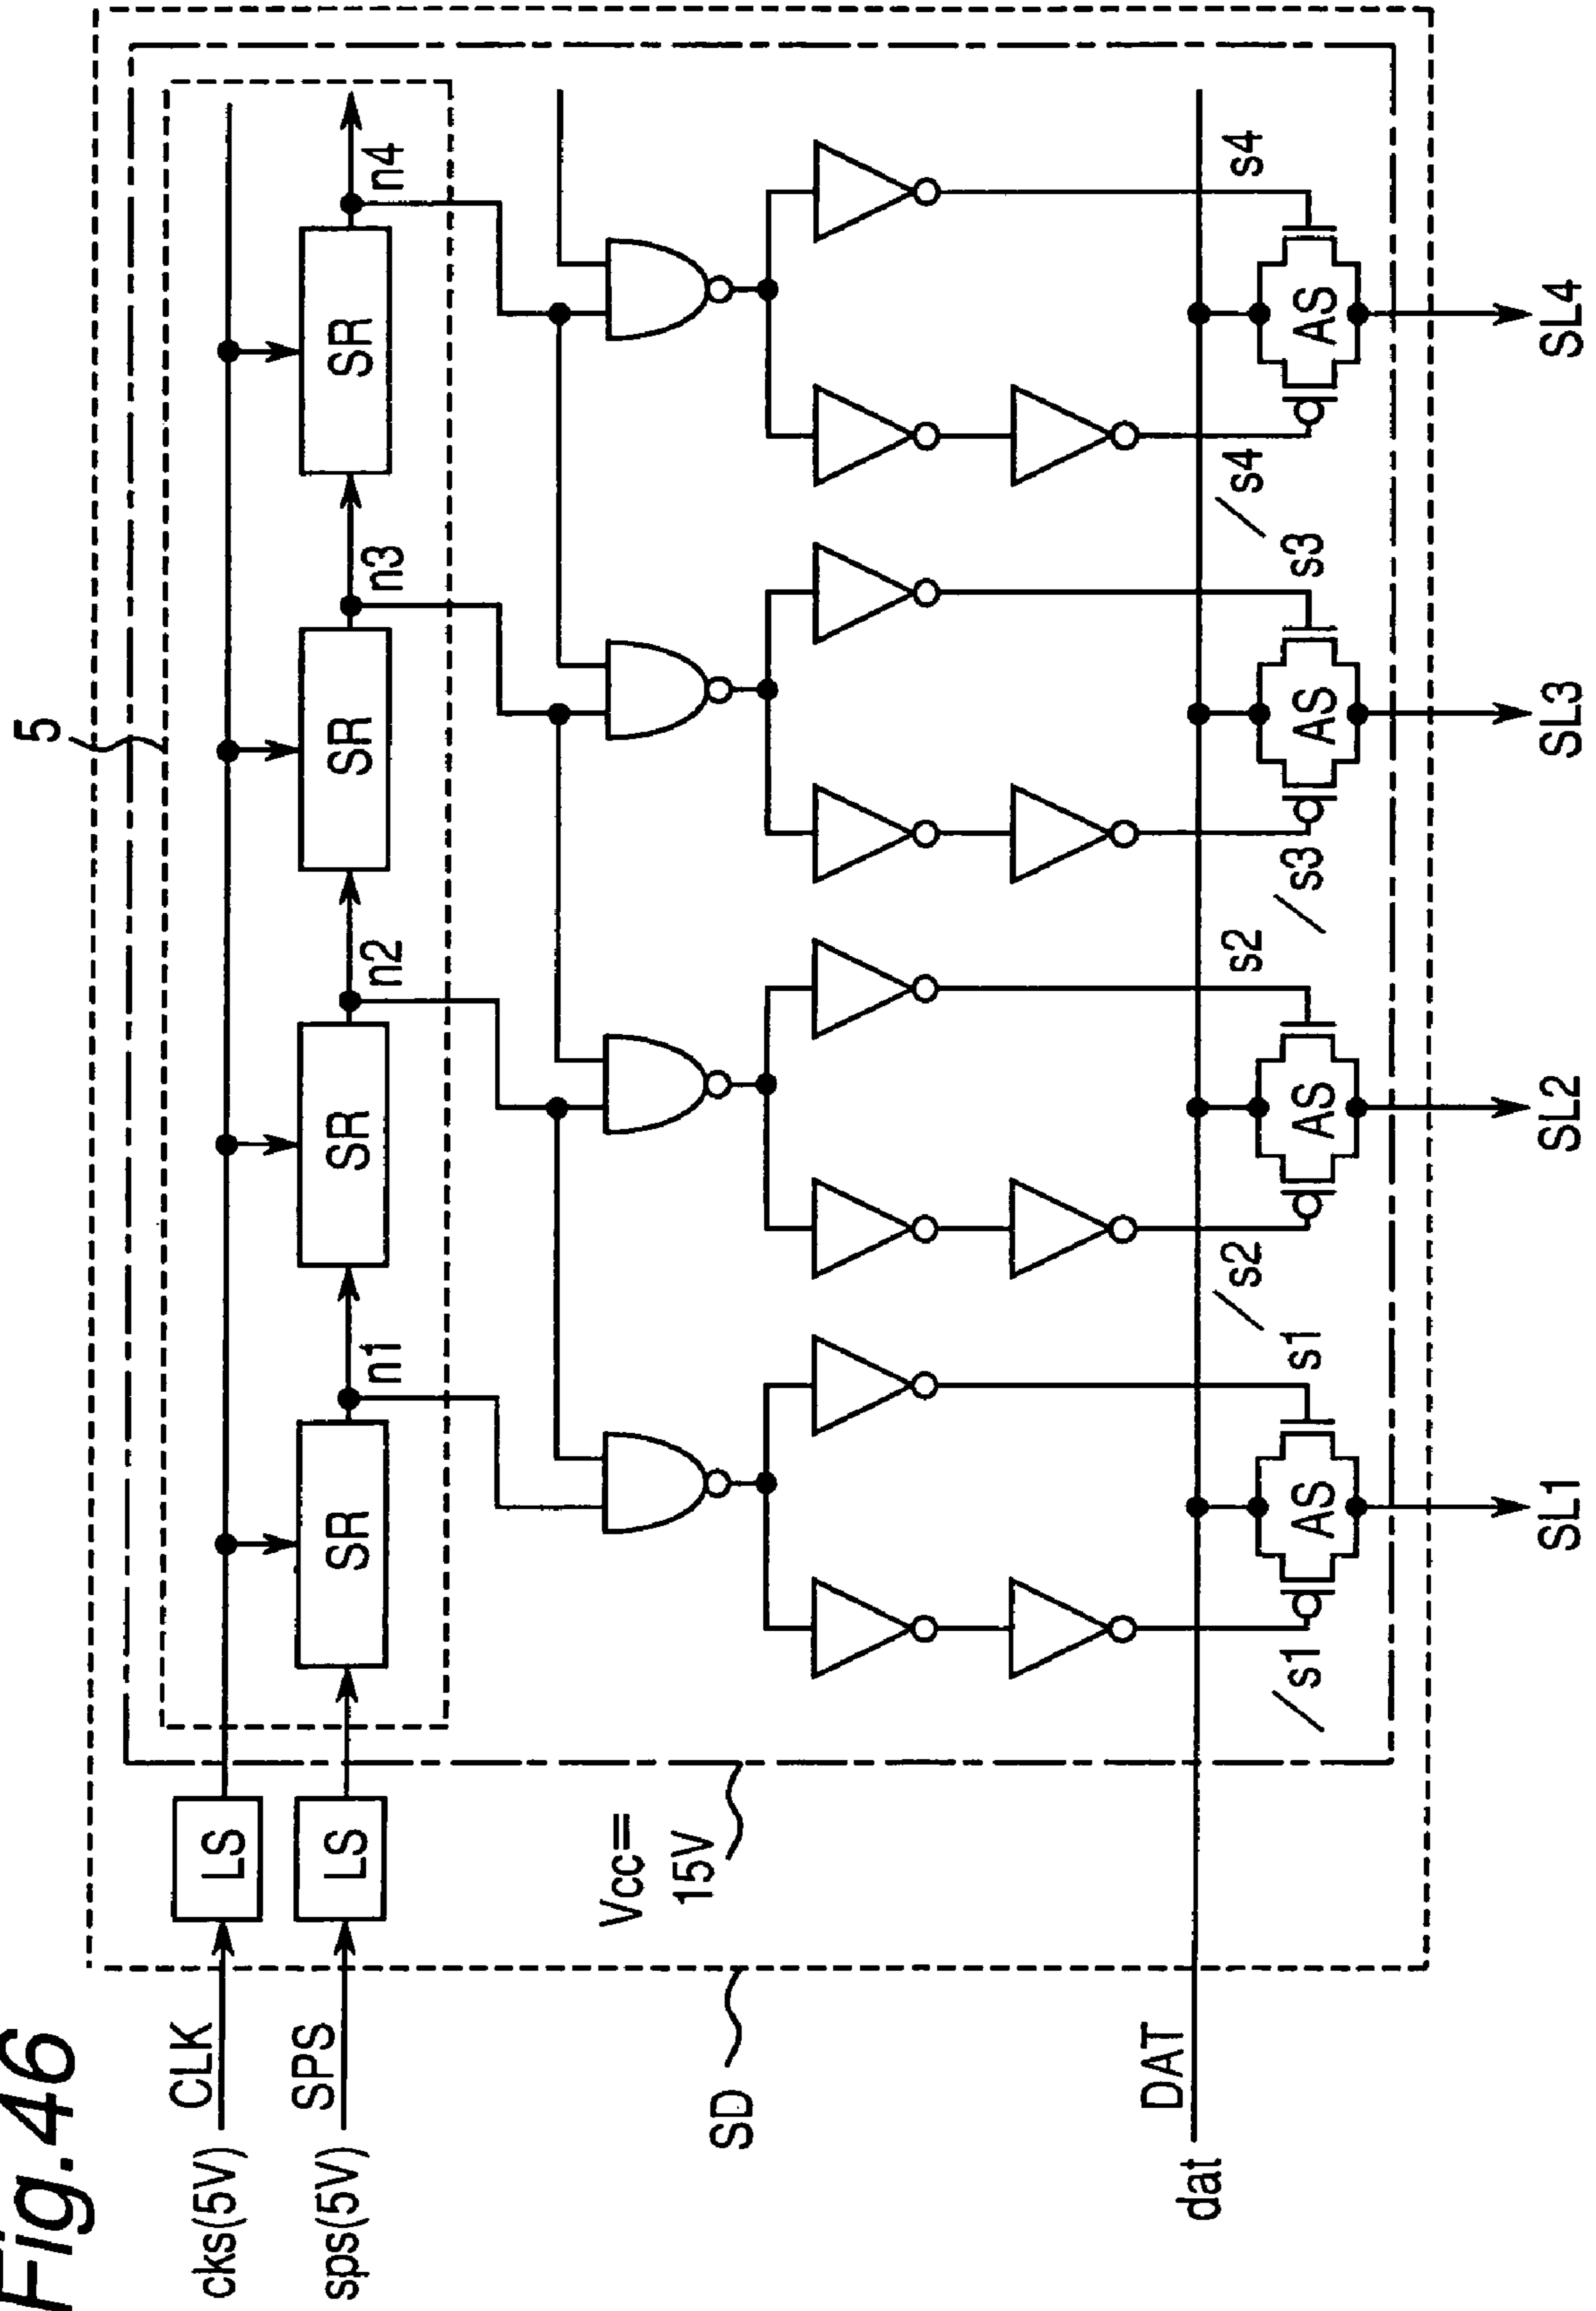 Fig.46
5
cks(5V)
CLK
LS
sps(5V)
SPS
LS
SR
n1
SR
n2
SR
n3
SR
n4
Vcc=
15V
SD
DAT
dat
/s1
s1
/s2
s2
/s3
s3
/s4
s4
AS
AS
AS
AS
SL1
SL2
SL3
SL4